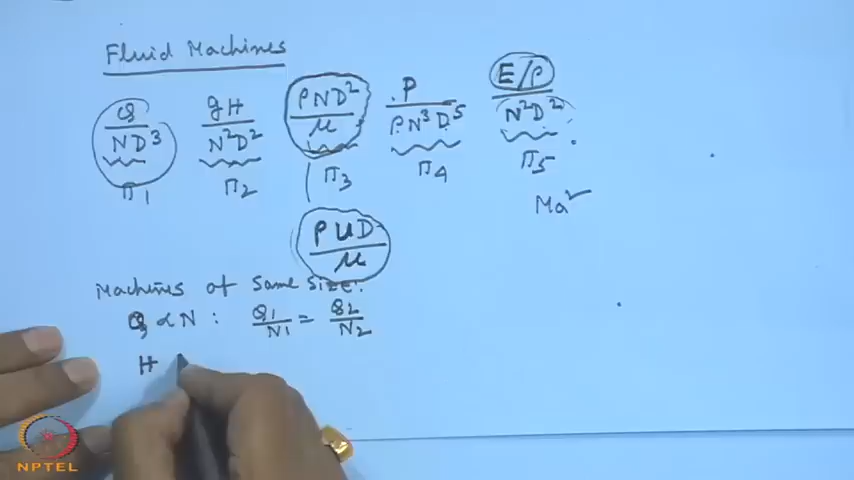 Fluid Machines
Q/ND³ gH/N²D² ρND²/μ P/ρN³D⁵ E/ρ/N²D²
π₁ π₂ π₃ π₄ π₅
Ma²
ρUD/μ
Machines of same size:
Q ∝ N : Q₁/N₁ = Q₂/N₂
H
NPTEL